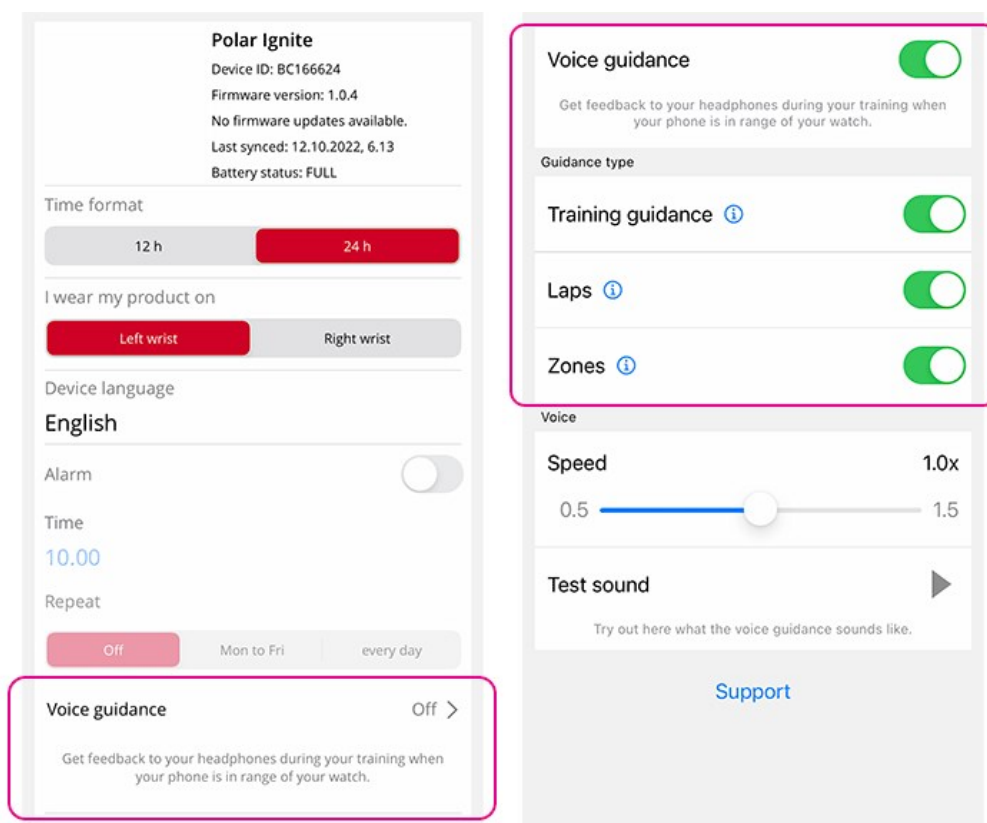 Polar Ignite
Device ID: BC166624
Firmware version: 1.0.4
No firmware updates available.
Last synced: 12.10.2022, 6.13
Battery status: FULL
Time format
12 h 24 h
I wear my product on
Left wrist Right wrist
Device language
English
Alarm
Time
10.00
Repeat
Off Mon to Fri every day
Voice guidance Off
Get feedback to your headphones during your training when
your phone is in range of your watch.
Voice guidance
Get feedback to your headphones during your training when
your phone is in range of your watch.
Guidance type
Training guidance
Laps
Zones
Voice
Speed 1.0x
0.5 1.5
Test sound
Try out here what the voice guidance sounds like.
Support